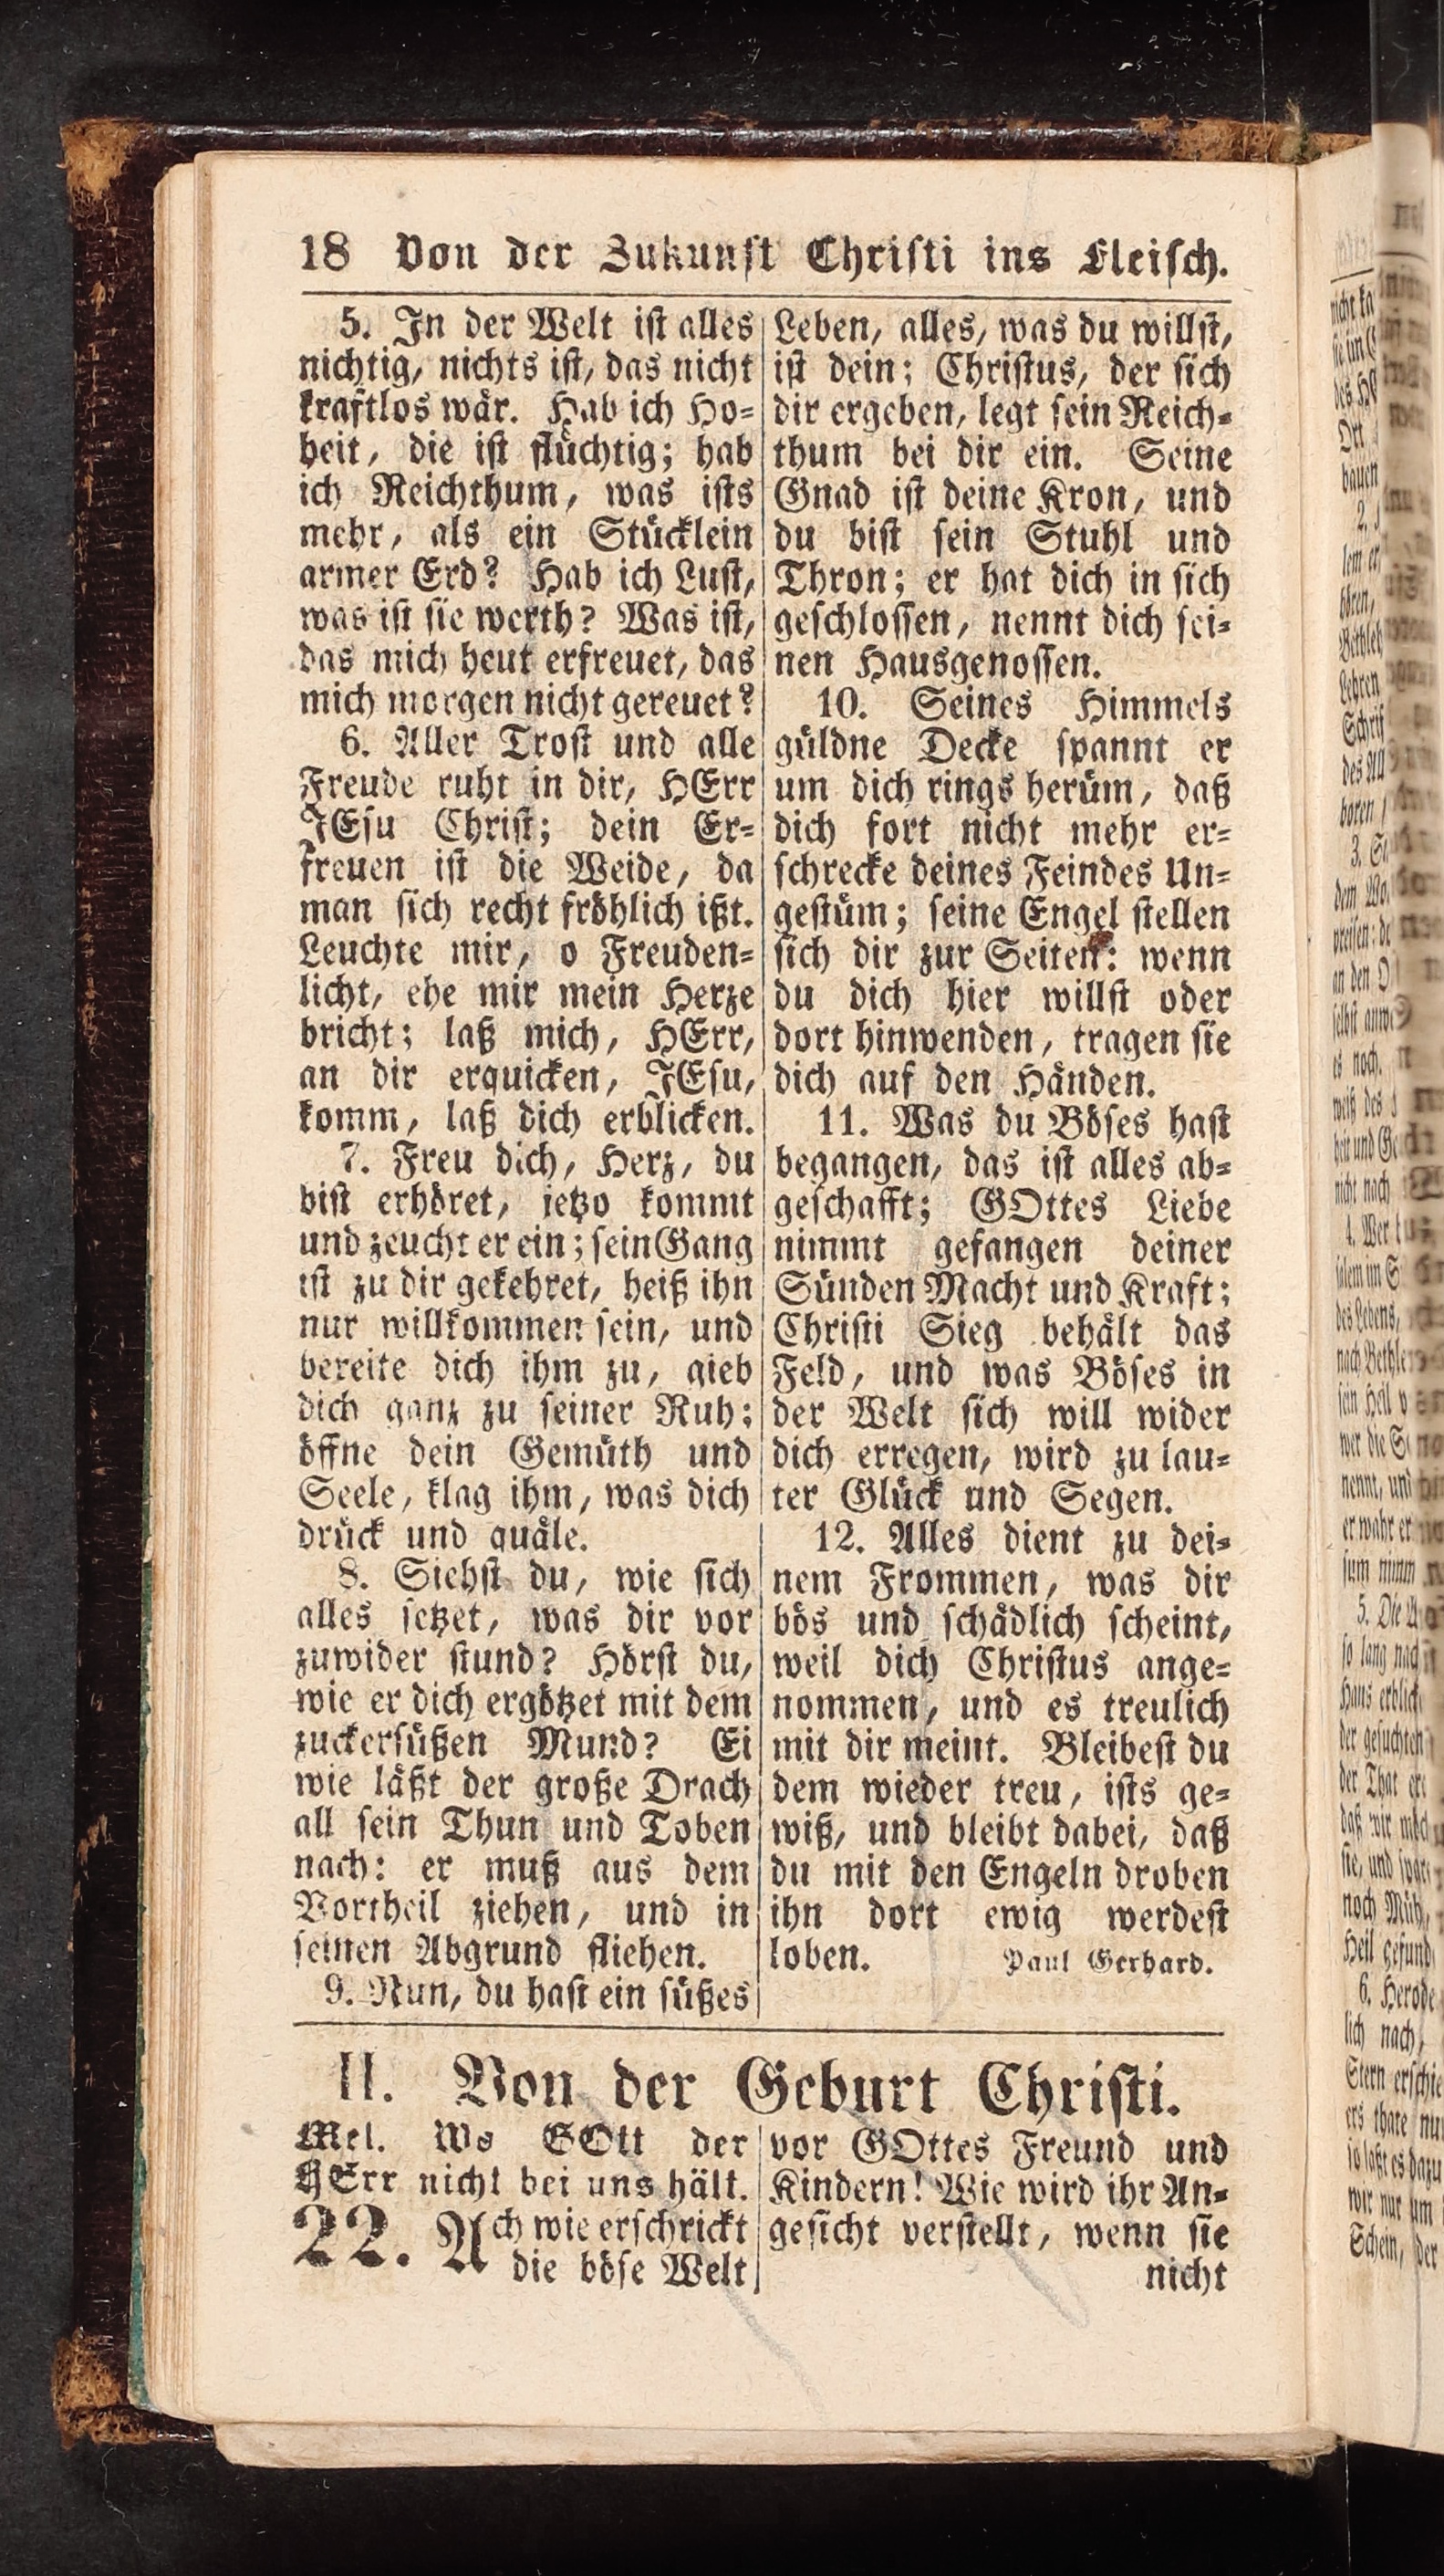 18 Von der Zukunft Christi ins Fleisch.
5. In der Welt ist alles
nichtig, nichts ist, das nicht
kraftlos wär. Hab ich Ho-
heit, die ist flüchtig; hab
ich Reichthum, was ists
mehr, als ein Stücklein
armer Erd? Hab ich Lust,
was ist sie werth? Was ist,
das mich heut erfreuet, das
mich morgen nicht gereuet?
6. Aller Trost und alle
Freude ruht in dir, HErr
JEsu Christ; dein Er-
freuen ist die Weide, da
man sich recht fröhlich ißt.
Leuchte mir, o Freuden-
licht, ehe mir mein Herze
bricht; laß mich, HErr,
an dir erquicken, JEsu,
komm, laß dich erblicken.
7. Freu dich, Herz, du
bist erhöret, jetzo kommt
und zeucht er ein; sein Gang
ist zu dir gekehret, heiß ihn
nur willkommen sein, und
bereite dich ihm zu, gieb
dich ganz zu seiner Ruh;
öffne dein Gemüth und
Seele, klag ihm, was dich
drück und quäle.
8. Siehst du, wie sich
alles setzet, was dir vor
zuwider stund? Hörst du,
wie er dich ergötzet mit dem
zuckersüßen Mund? Ei
wie läßt der große Drach
all sein Thun und Toben
nach: er muß aus dem
Vortheil ziehen, und in
seinen Abgrund fliehen.
9. Nun, du hast ein süßes
Leben, alles, was du willst,
ist dein; Christus, der sich
dir ergeben, legt sein Reich-
thum bei dir ein. Seine
Gnad ist deine Kron, und
du bist sein Stuhl und
Thron; er hat dich in sich
geschlossen, nennt dich sei-
nen Hausgenossen.
10. Seines Himmels
güldne Decke spannt er
um dich rings herüm, daß
dich fort nicht mehr er-
schrecke deines Feindes Un-
gestüm; seine Engel stellen
sich dir zur Seiten: wenn
du dich hier willst oder
dort hinwenden, tragen sie
dich auf den Händen.
11. Was du Böses hast
begangen, das ist alles ab-
geschafft; GOttes Liebe
nimmt gefangen deiner
Sünden Macht und Kraft;
Christi Sieg behält das
Feld, und was Böses in
der Welt sich will wider
dich erregen, wird zu lau-
ter Glück und Segen.
12. Alles dient zu dei-
nem Frommen, was dir
bös und schädlich scheint,
weil dich Christus ange-
nommen, und es treulich
mit dir meint. Bleibest du
dem wieder treu, ists ge-
wiß, und bleibt dabei, daß
du mit den Engeln droben
ihn dort ewig werdest
loben. Paul Gerhard.
II. Von der Geburt Christi.
Mel. Wo GOtt der
HErr nicht bei uns hält.
22. Ach wie erschrickt
die böse Welt
vor GOttes Freund und
Kindern! Wie wird ihr An-
gesicht verstellt, wenn sie
nicht